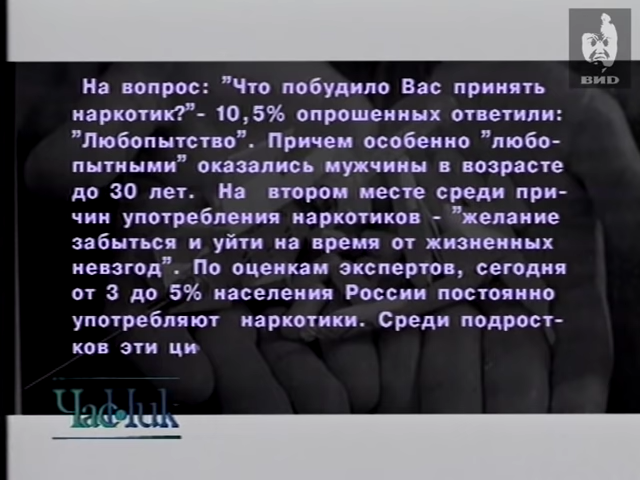 ВИD
На вопрос: "Что побудило Вас принять
наркотик?"- 10,5% опрошенных ответили:
"Любопытство". Причем особенно "любо-
пытными" оказались мужчины в возрасте
до 30 лет. На втором месте среди при-
чин употребления наркотиков - "желание
забыться и уйти на время от жизненных
невзгод". По оценкам экспертов, сегодня
от 3 до 5% населения России постоянно
употребляют наркотики. Среди подрост-
ков эти ци
Час•Пик